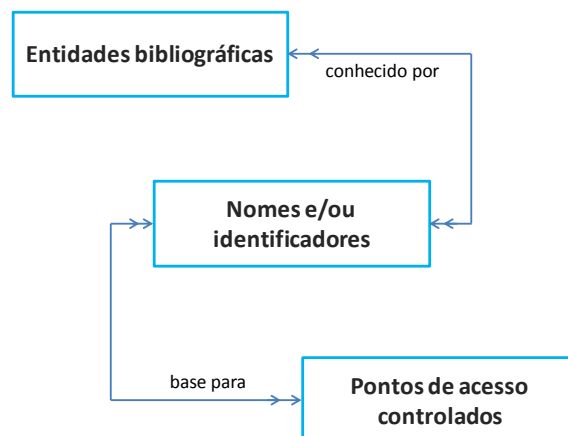 Entidades bibliográficas
conhecido por
Nomes e/ou
identificadores
base para
Pontos de acesso
controlados